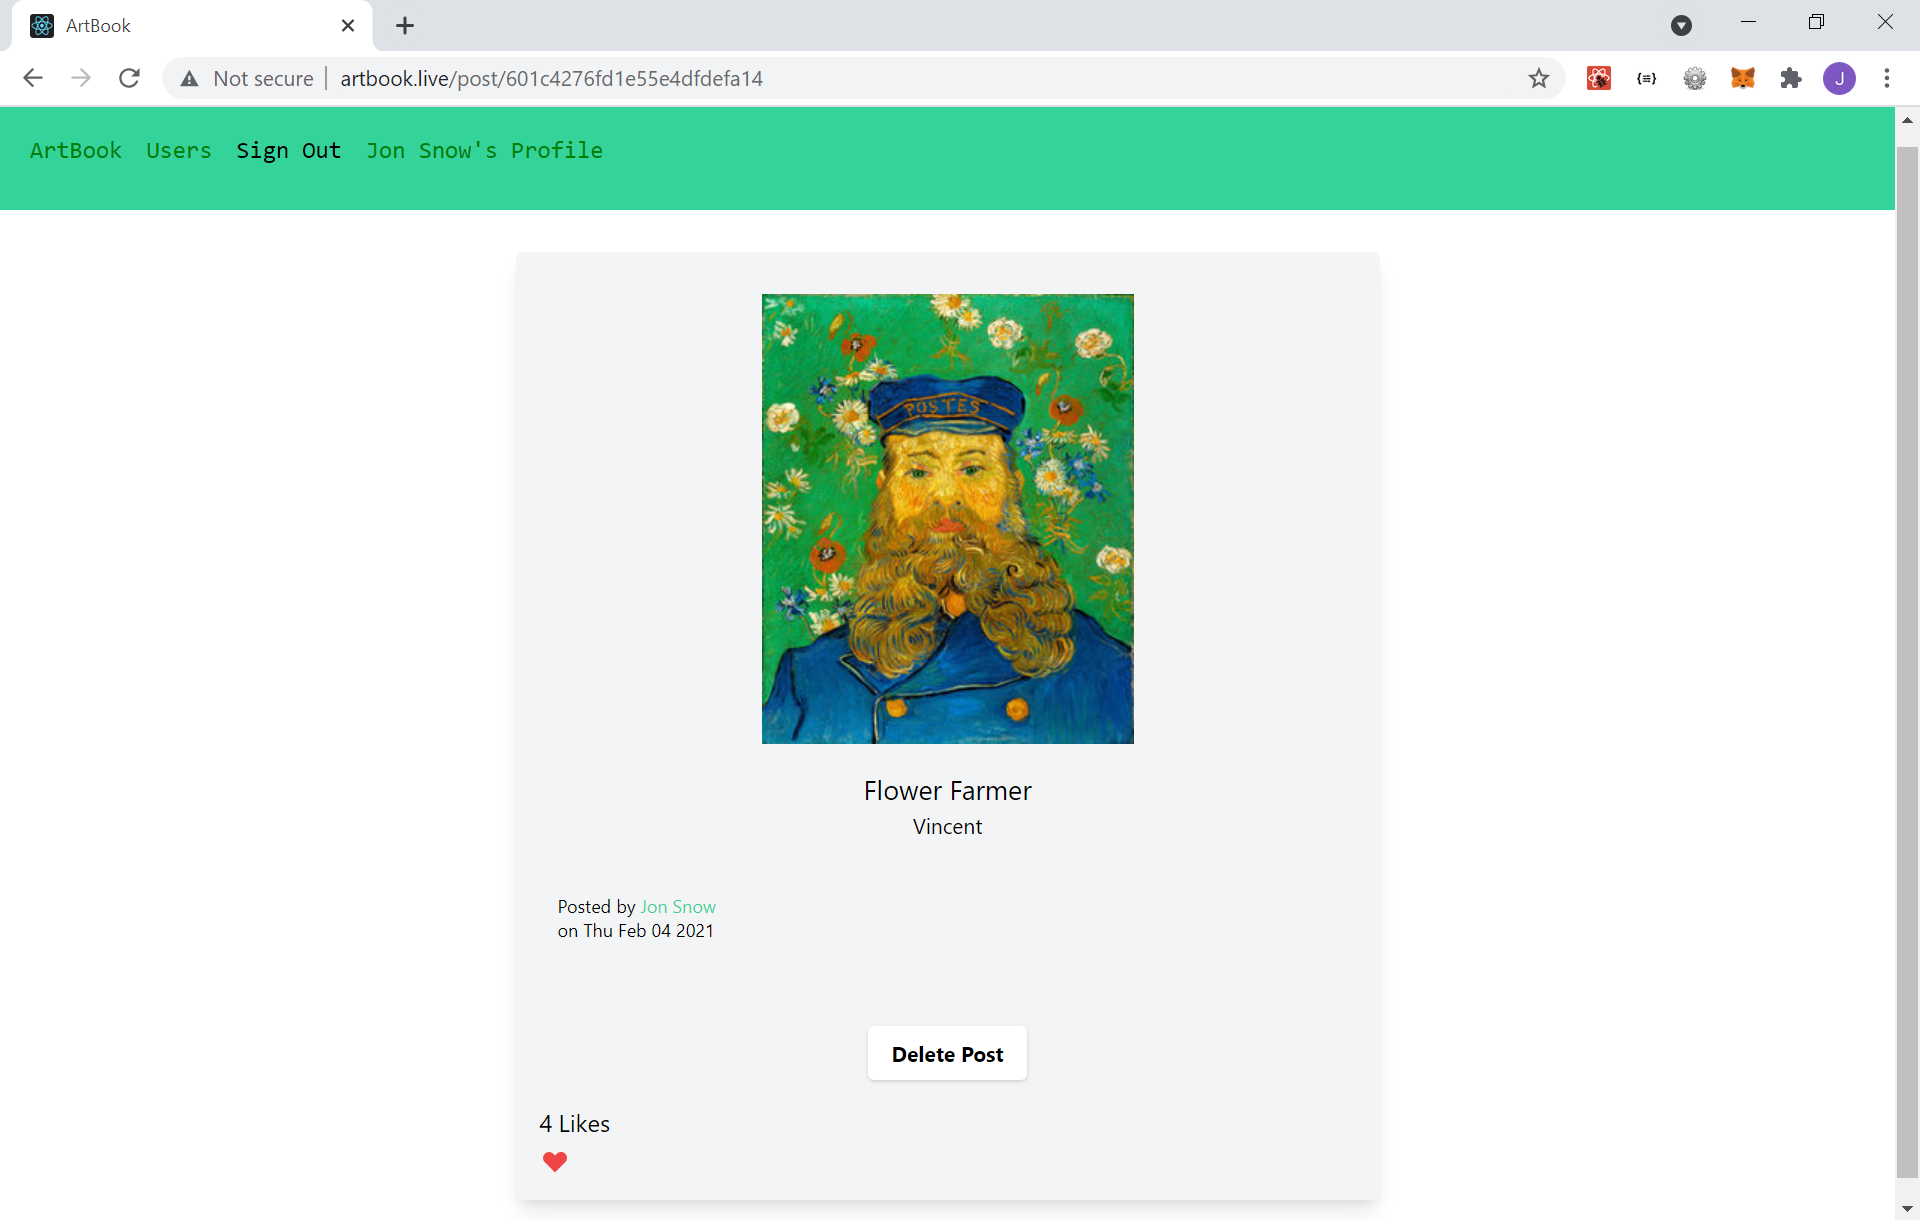 ArtBook
Not secure artbook.live/post/601c4276fd1e55e4dfdefa14
J
ArtBook Users Sign Out Jon Snow's Profile
POSTES
Flower Farmer
Vincent
Posted by Jon Snow
on Thu Feb 04 2021
Delete Post
4 Likes